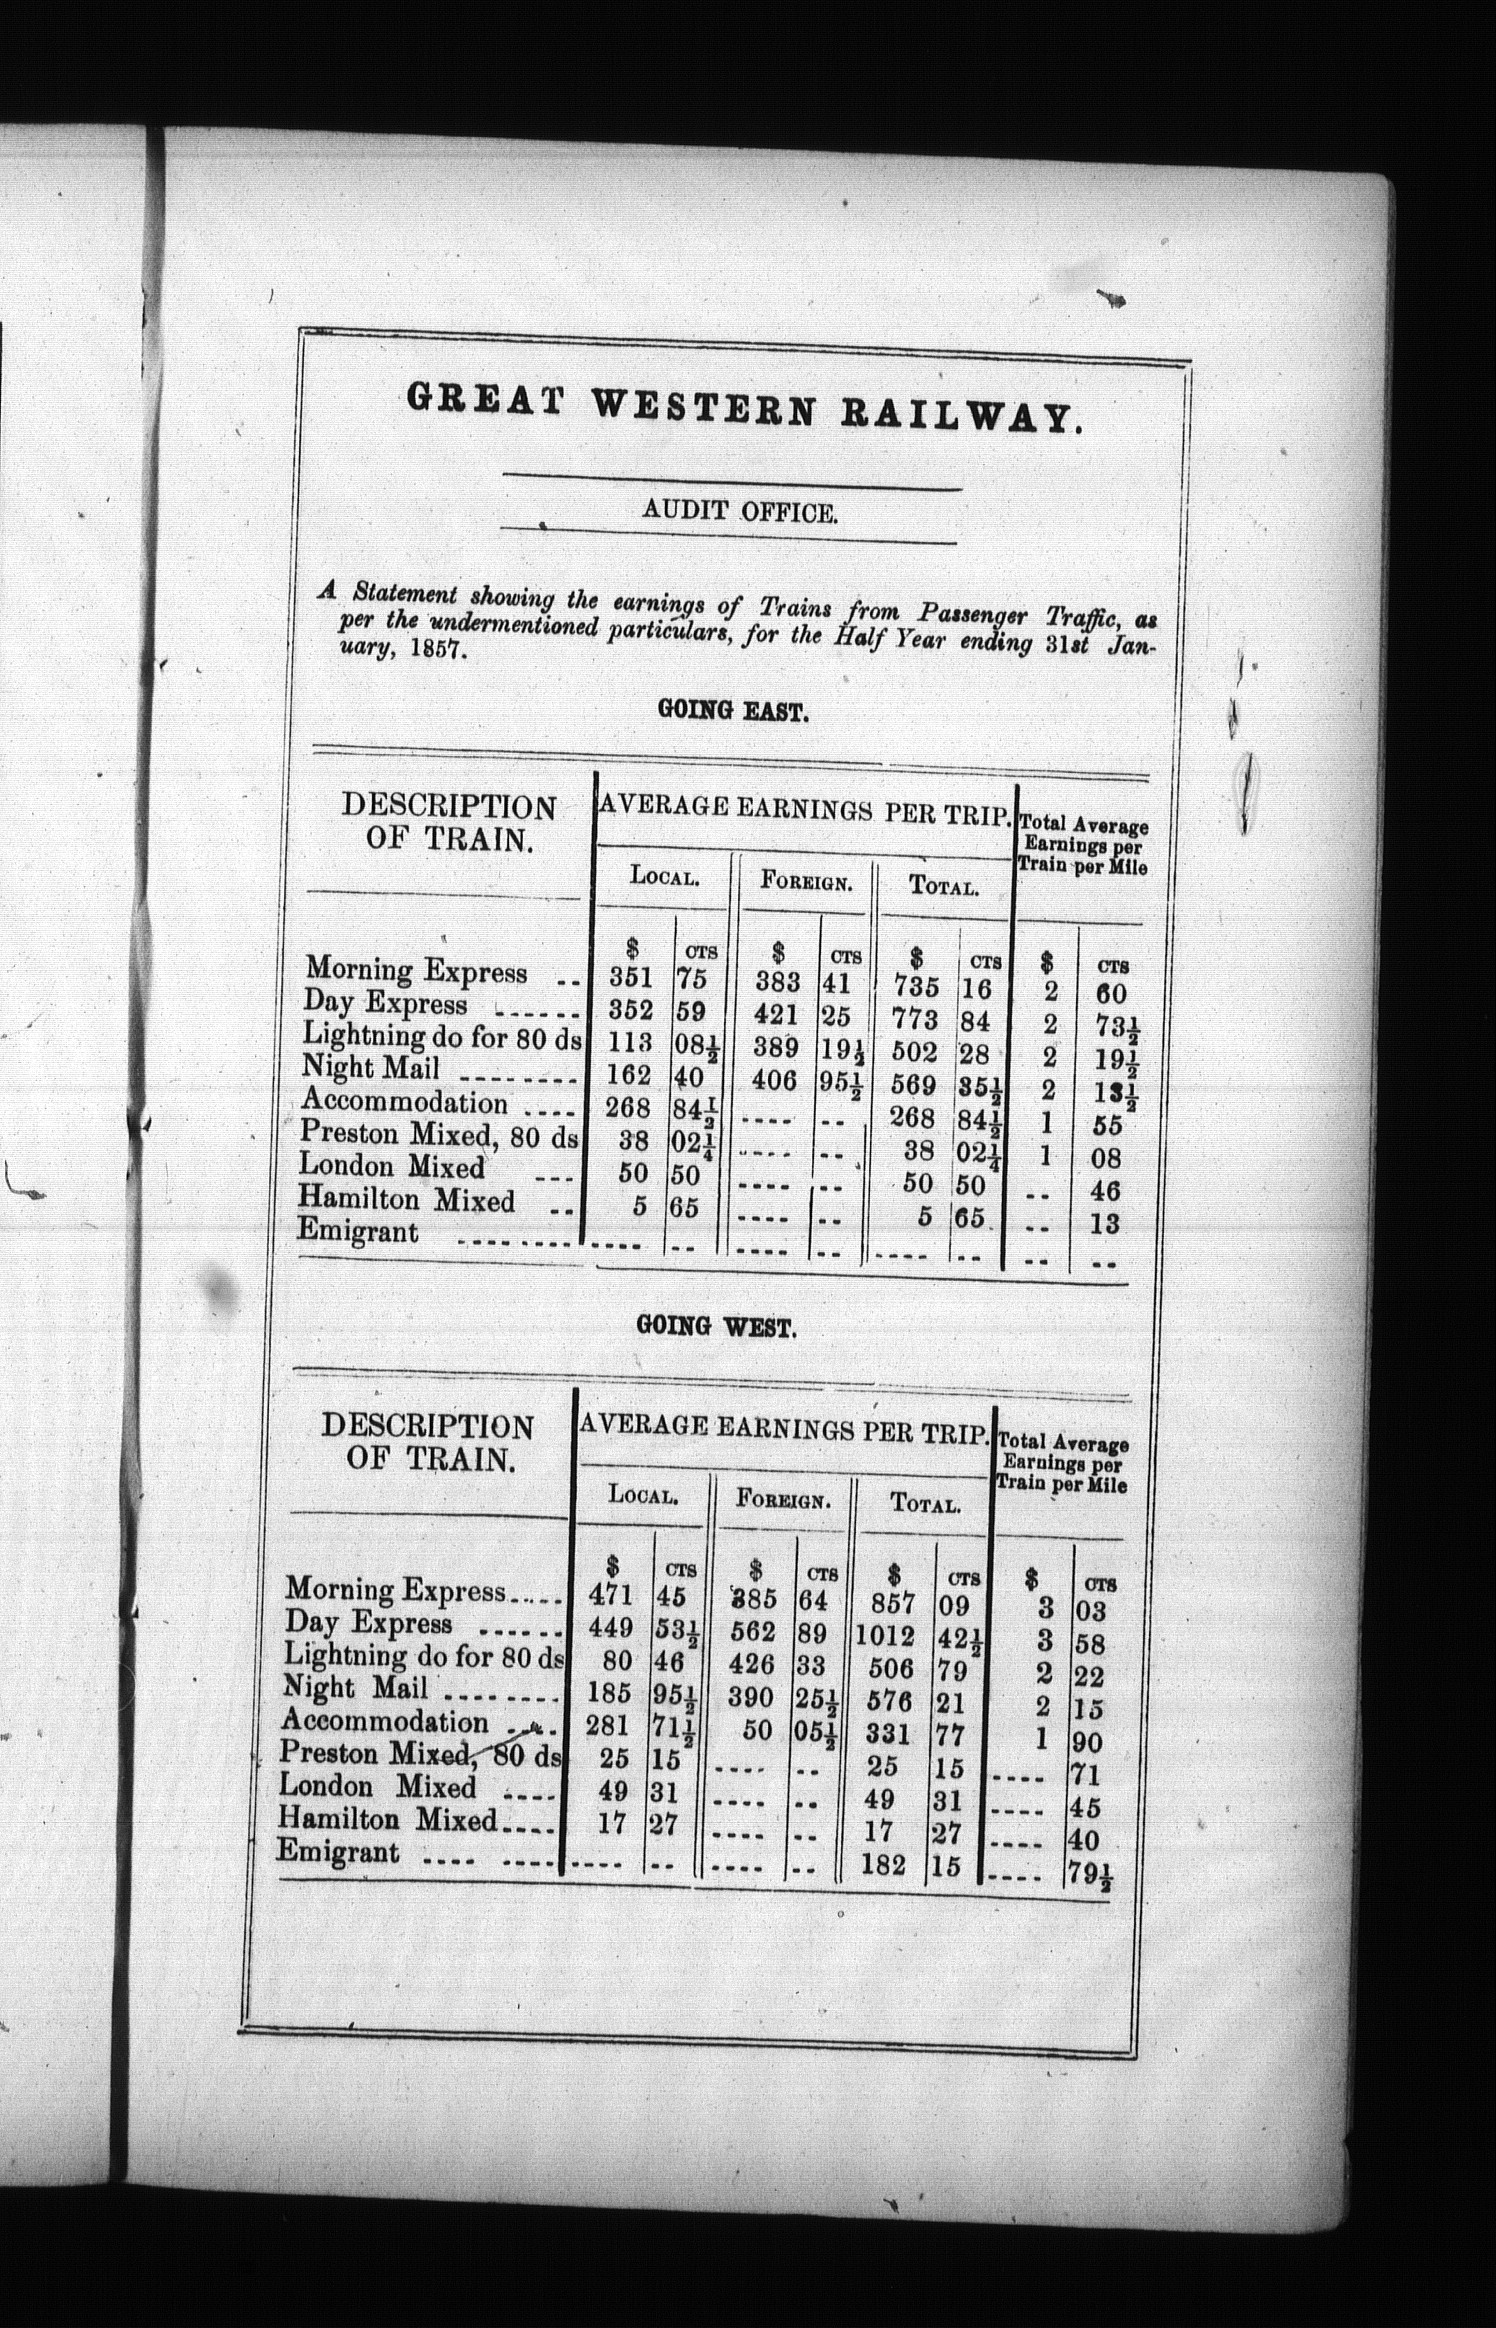 GREAT WESTERN RAILWAY.
AUDIT OFFICE.
A Statement showing the earnings of Trains from Passenger Traffic, as
per the undermentioned particulars, for the Half Year ending 31st Jan-
uary, 1857.
GOING EAST.
DESCRIPTION OF TRAIN. AVERAGE EARNINGS PER TRIP. Total Average Earnings per Train per Mile
LOCAL. FOREIGN. TOTAL.
$ CTS $ CTS $ CTS $ CTS
Morning Express .. 351 75 383 41 735 16 2 60
Day Express ...... 352 59 421 25 773 84 2 73½
Lightning do for 80 ds 113 08½ 389 19½ 502 28 2 19½
Night Mail ........ 162 40 406 95½ 569 35½ 2 13½
Accommodation .... 268 84½ .... .. 268 84½ 1 55
Preston Mixed, 80 ds 38 02¼ .... .. 38 02¼ 1 08
London Mixed ... 50 50 .... .. 50 50 .. 46
Hamilton Mixed .. 5 65 .... .. 5 65 .. 13
Emigrant ........ .... .. .... .. .... .. .. ..
GOING WEST.
DESCRIPTION OF TRAIN. AVERAGE EARNINGS PER TRIP. Total Average Earnings per Train per Mile
LOCAL. FOREIGN. TOTAL.
$ CTS $ CTS $ CTS $ CTS
Morning Express..... 471 45 385 64 857 09 3 03
Day Express ...... 449 53½ 562 89 1012 42½ 3 58
Lightning do for 80 ds 80 46 426 33 506 79 2 22
Night Mail ........ 185 95½ 390 25½ 576 21 2 15
Accommodation .... 281 71½ 50 05½ 331 77 1 90
Preston Mixed, 80 ds 25 15 .... .. 25 15 .... 71
London Mixed .... 49 31 .... .. 49 31 .... 45
Hamilton Mixed.... 17 27 .... .. 17 27 .... 40
Emigrant .... .... .... .. .... .. 182 15 .... 79½